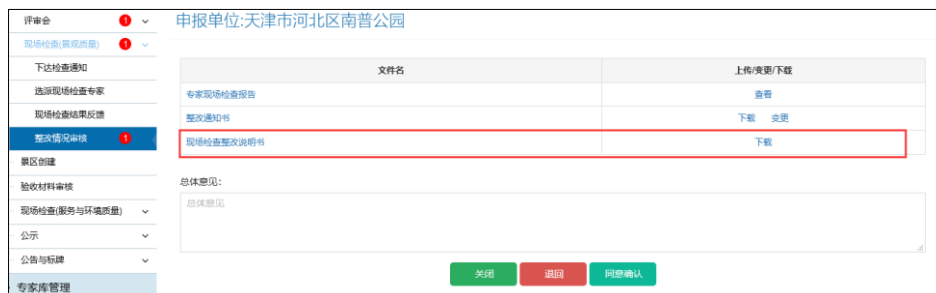 评审会 1
现场检查(景观质量) 1
下达检查通知
选派现场检查专家
现场检查结果反馈
整改情况审核 1
景区创建
验收材料审核
现场检查(服务与环境质量)
公示
公告与标牌
专家库管理
申报单位:天津市河北区南普公园
文件名 上传/变更/下载
专家现场检查报告 查看
整改通知书 下载 变更
现场检查整改说明书 下载
总体意见:
总体意见
关闭 退回 同意确认